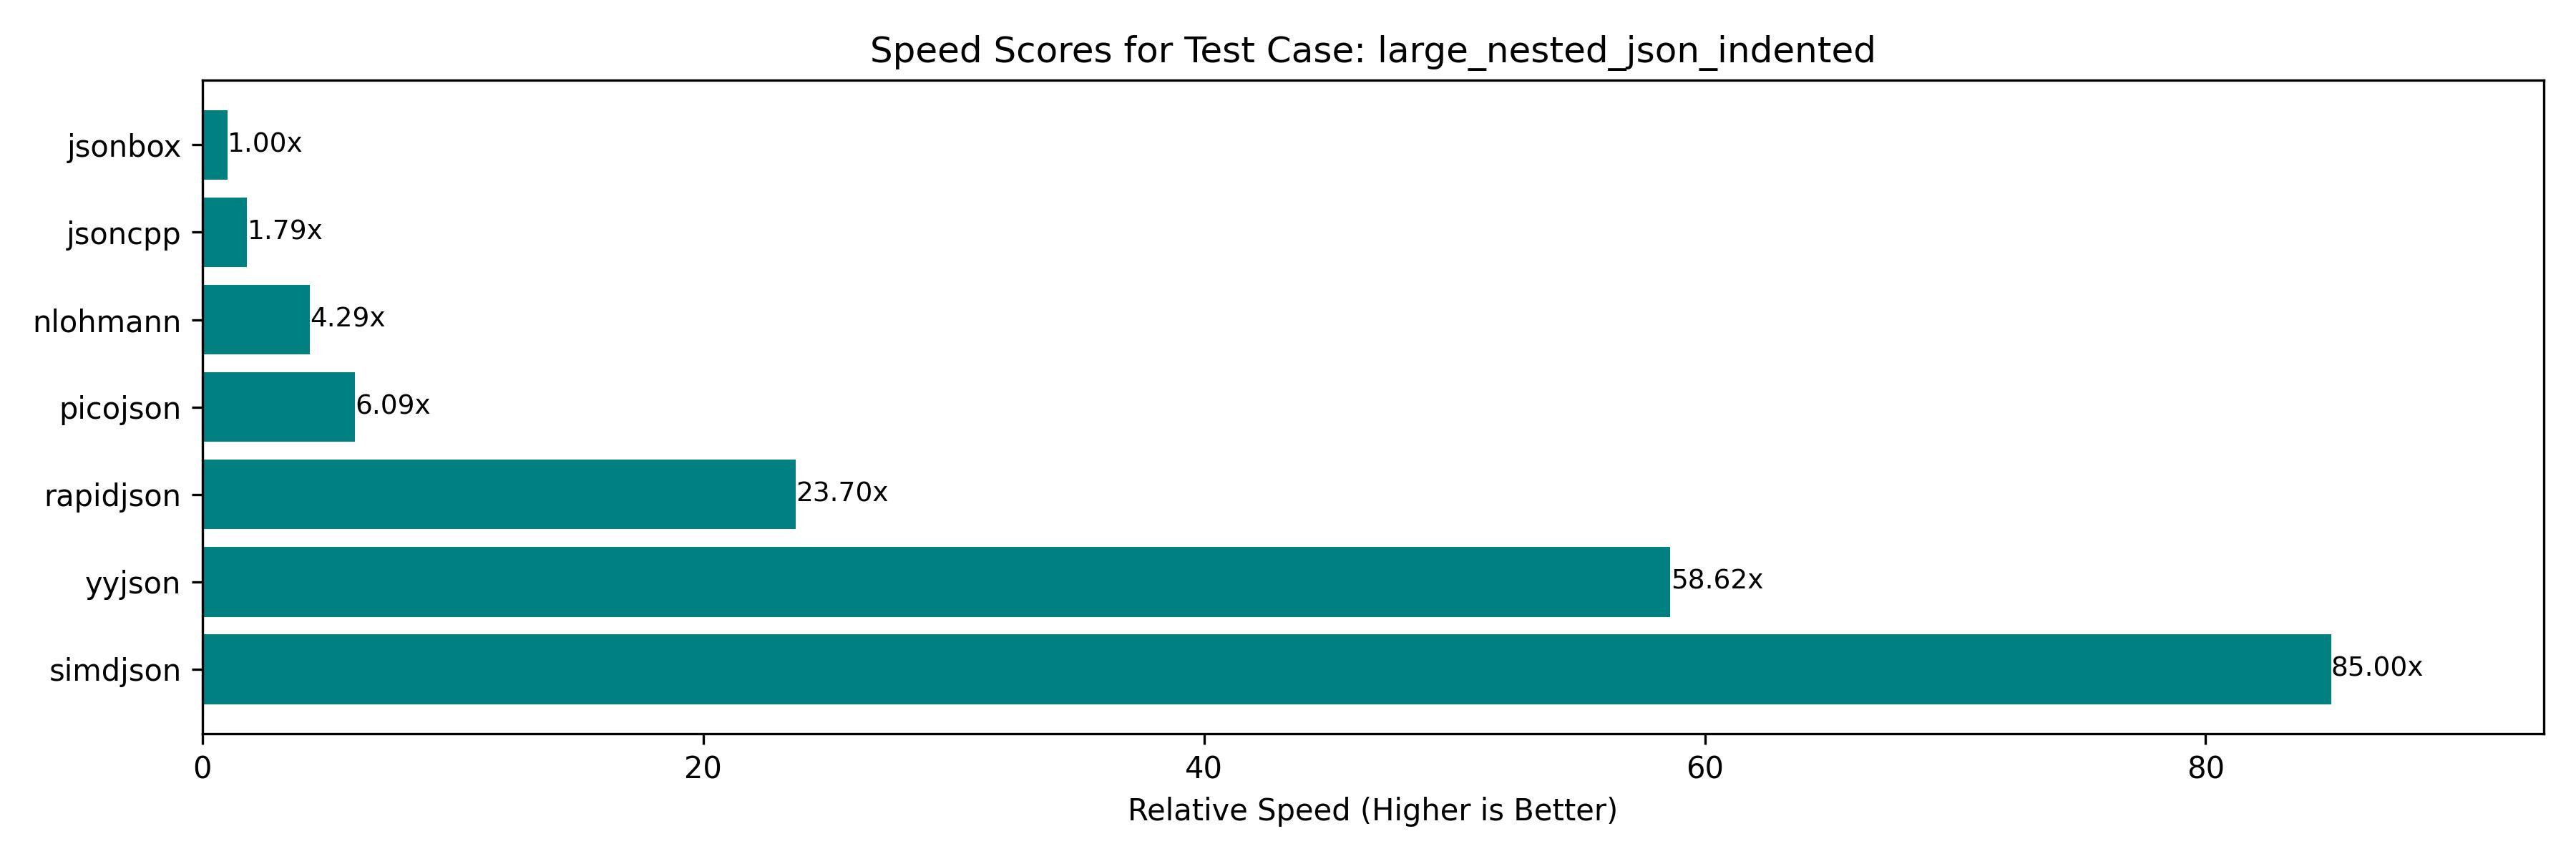 Speed Scores for Test Case: large_nested_json_indented
jsonbox 1.00x
jsoncpp 1.79x
nlohmann 4.29x
picojson 6.09x
rapidjson 23.70x
yyjson 58.62x
simdjson 85.00x
0 20 40 60 80
Relative Speed (Higher is Better)